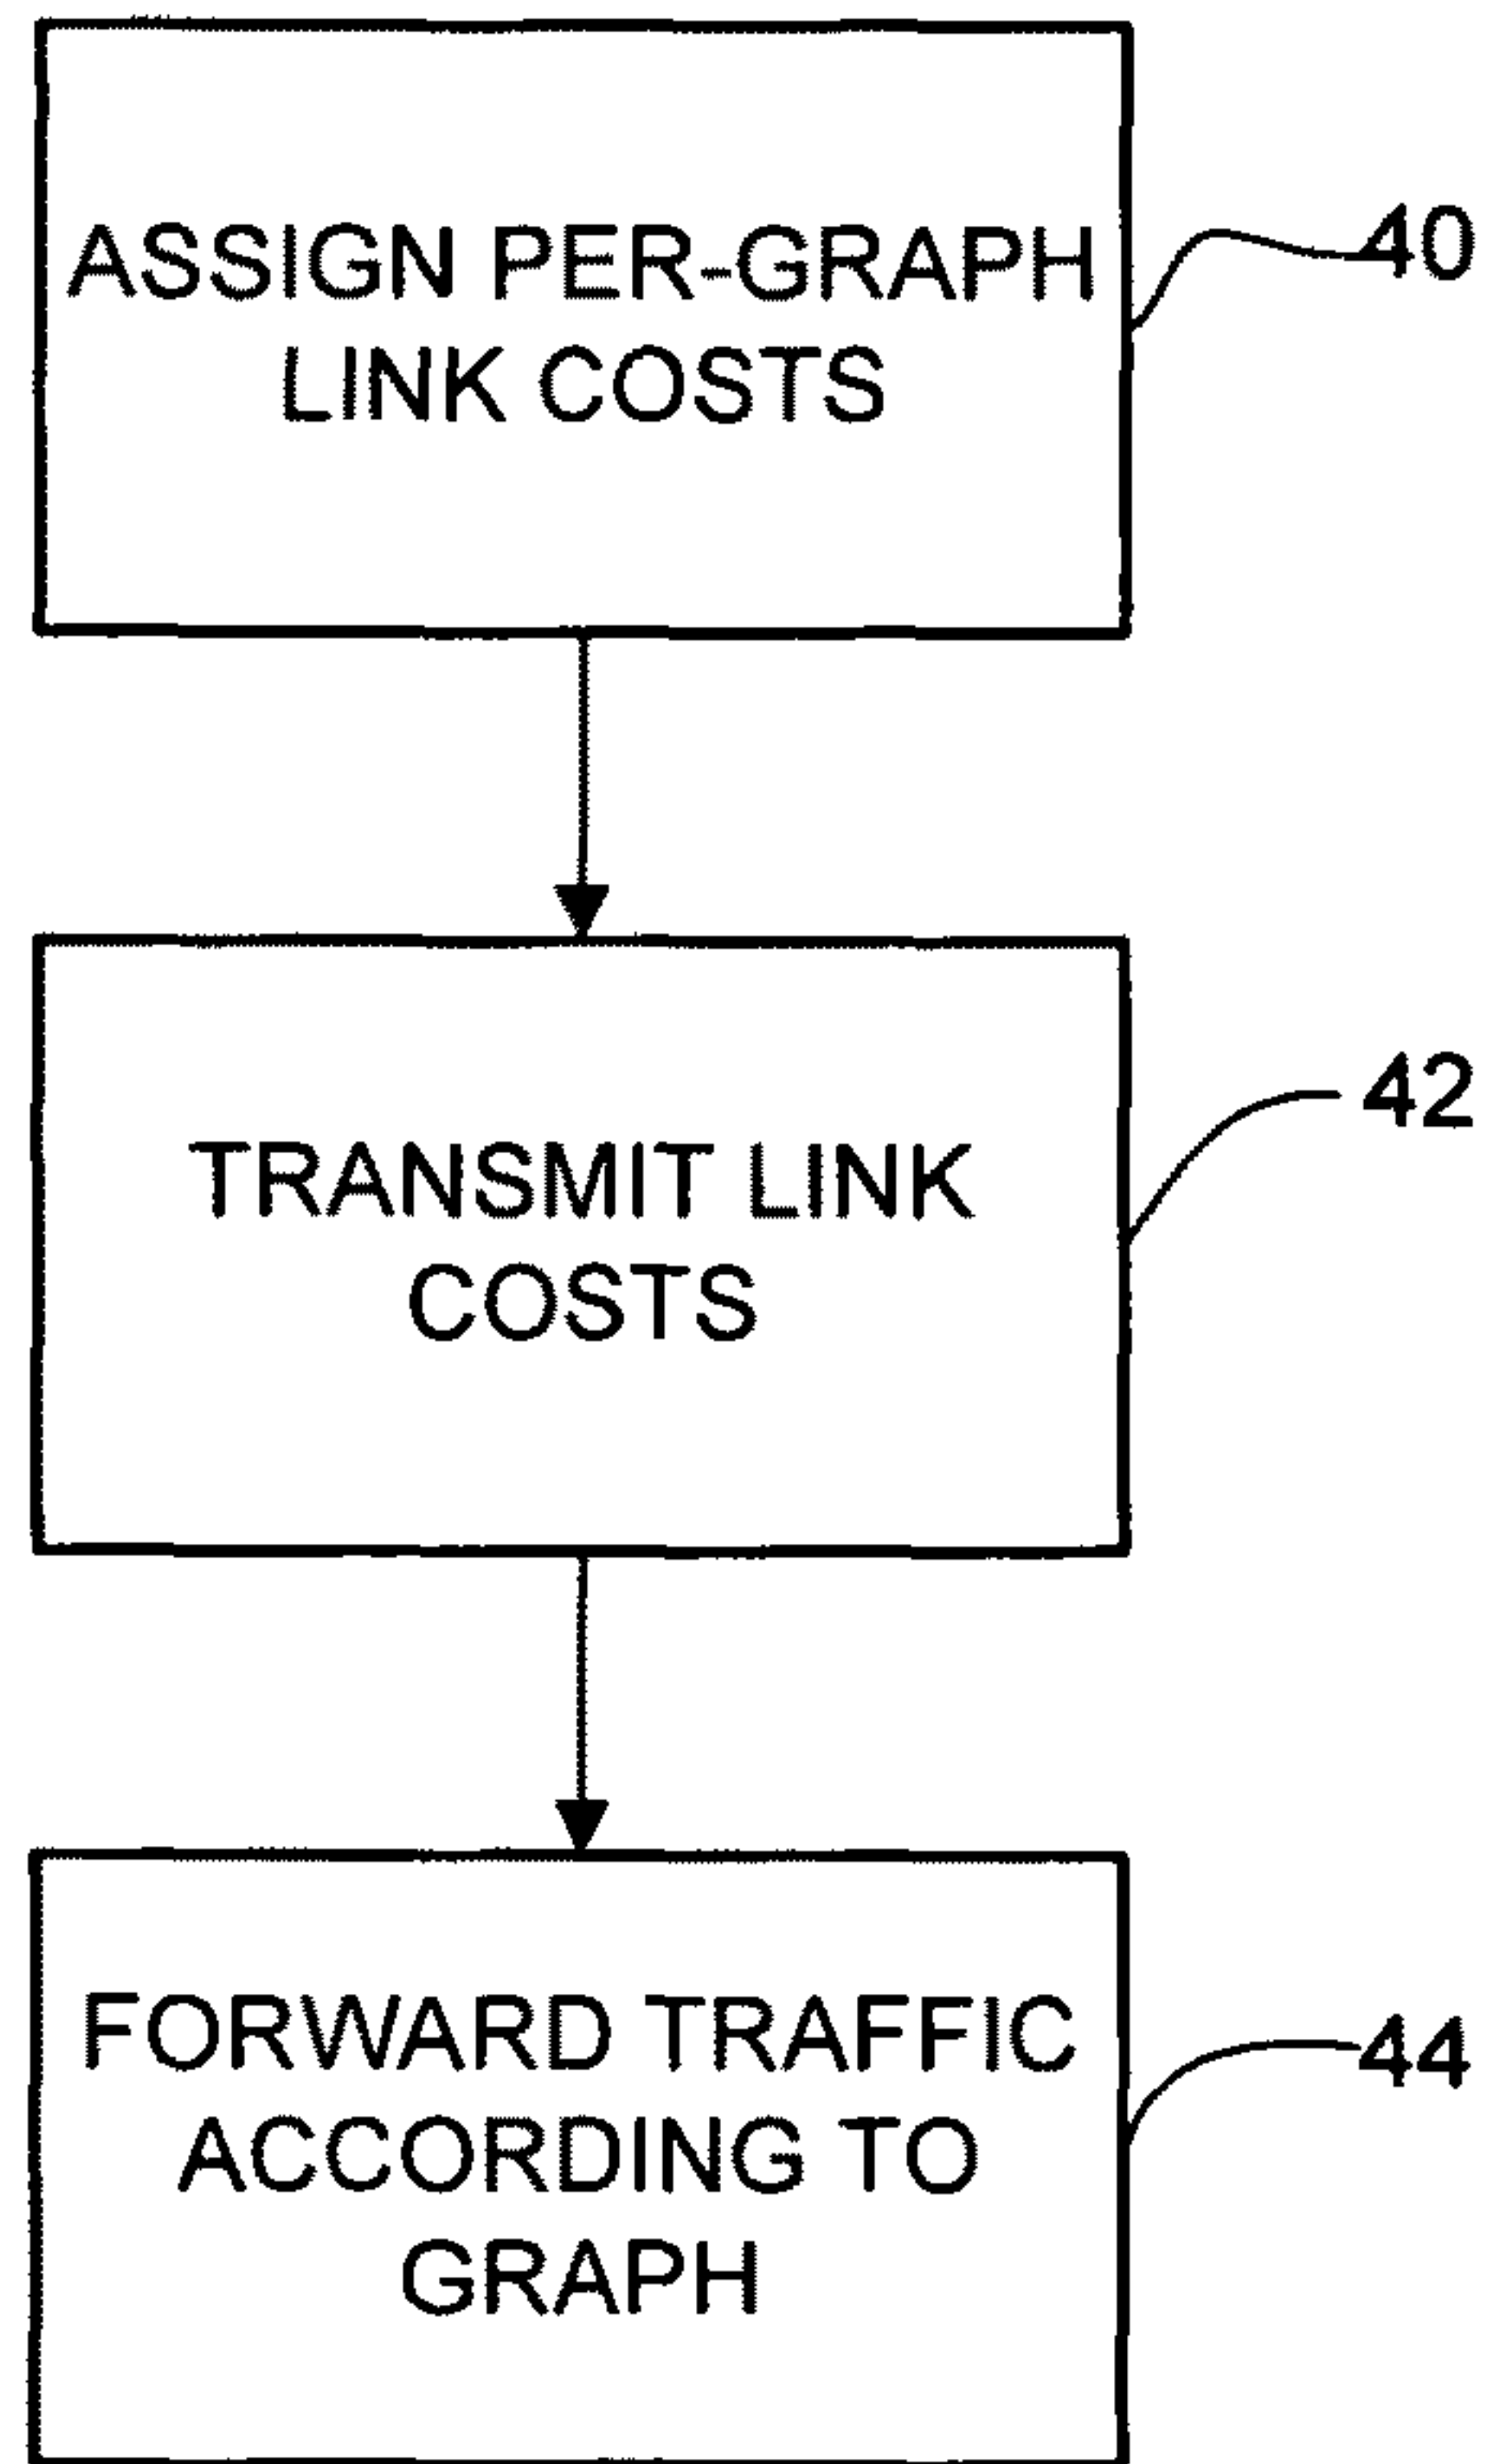 ASSIGN PER-GRAPH
LINK COSTS
40
TRANSMIT LINK
COSTS
42
FORWARD TRAFFIC
ACCORDING TO
GRAPH
44